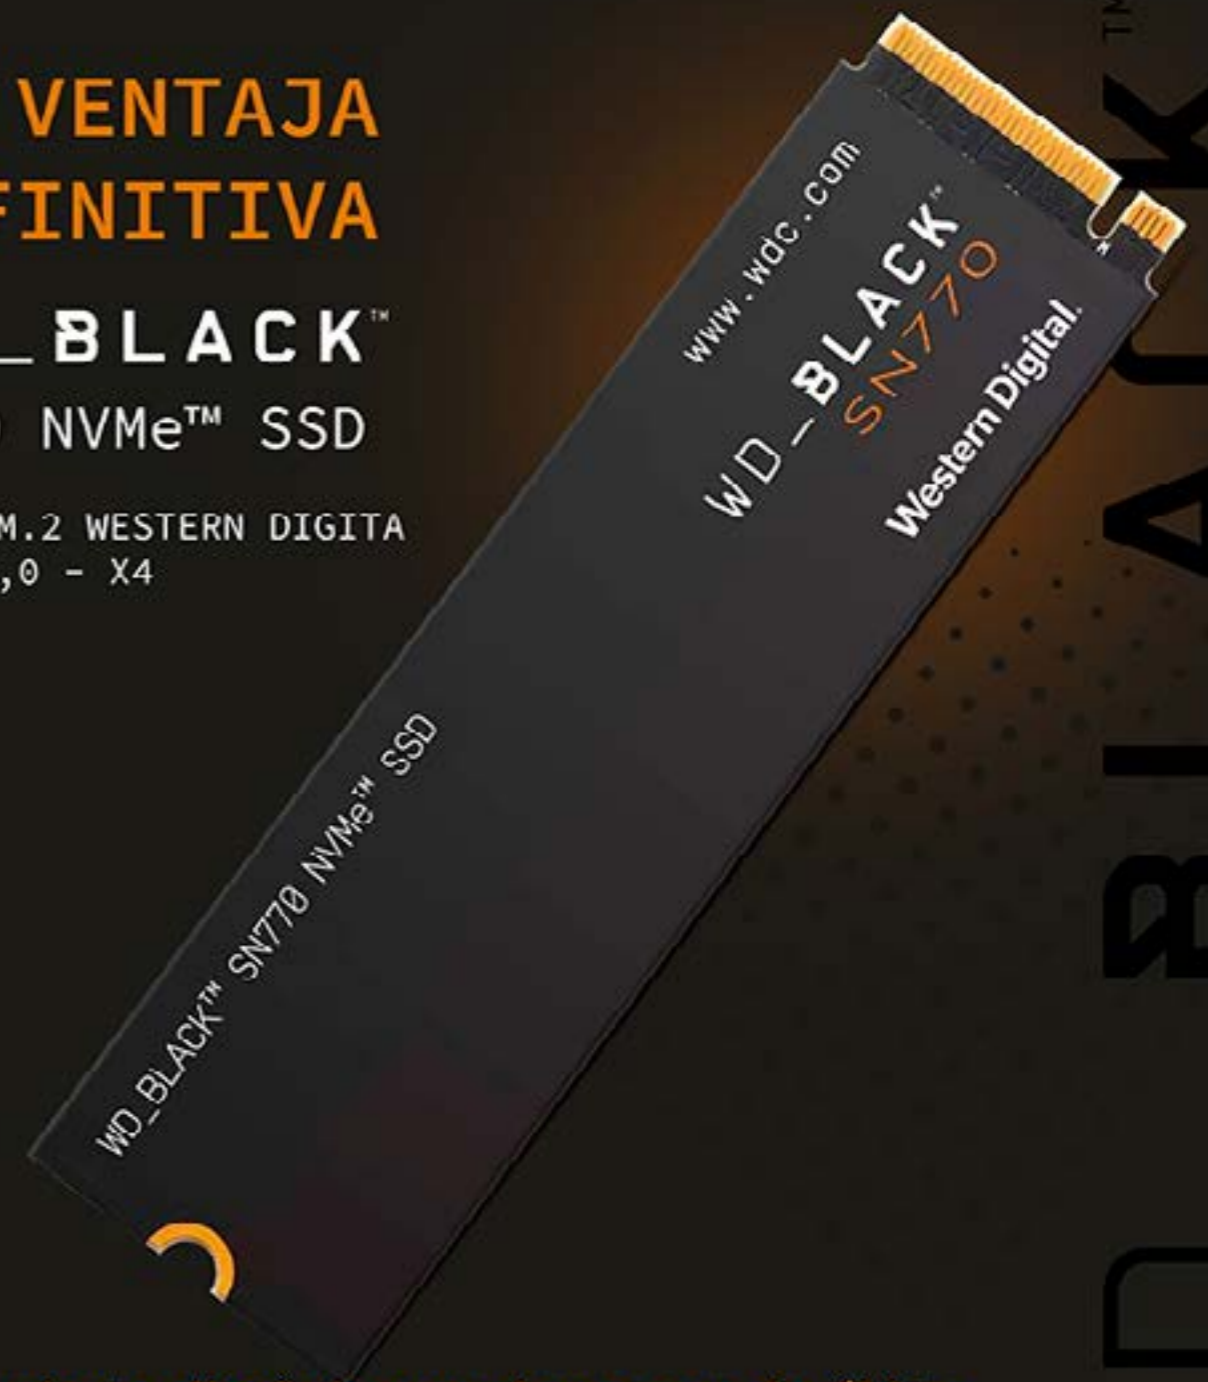 VENTAJA
FINITIVA
_BLACK™
NVMe™ SSD
M.2 WESTERN DIGITA
,0 - X4
www.wdc.com
WD_BLACK™
SN770
Western Digital.
WD_BLACK™ SN770 NVMe™ SSD
BLACK™